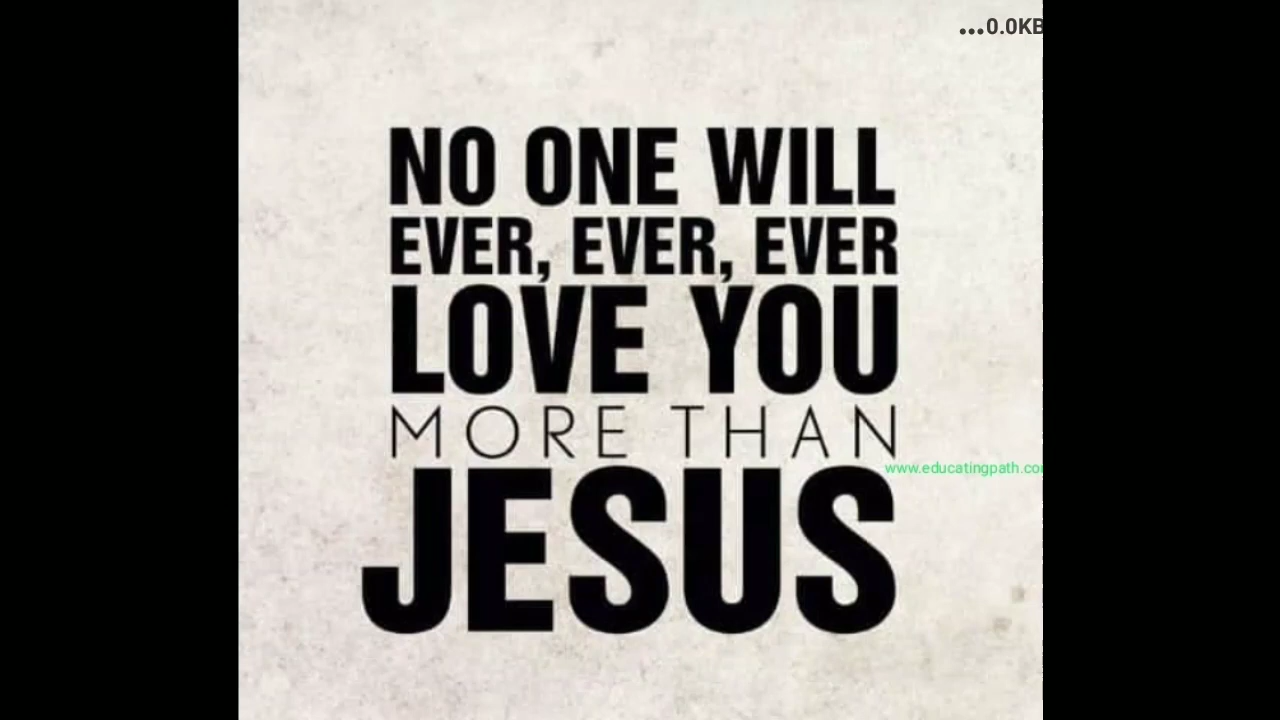 ...0.0KB
NO ONE WILL
EVER, EVER, EVER
LOVE YOU
MORE THAN
www.educatingpath.co
JESUS